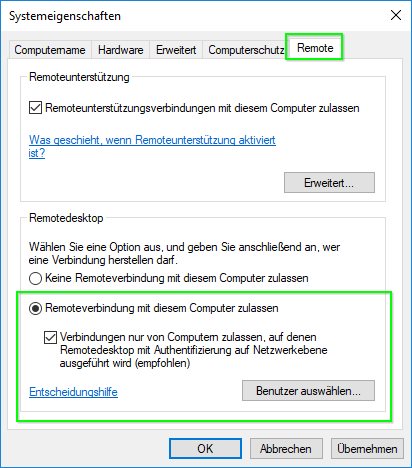 Systemeigenschaften
Computername Hardware Erweitert Computerschutz Remote
Remoteunterstützung
Remoteunterstützungsverbindungen mit diesem Computer zulassen
Was geschieht, wenn Remoteunterstützung aktiviert
ist?
Erweitert...
Remotedesktop
Wählen Sie eine Option aus, und geben Sie anschließend an, wer
eine Verbindung herstellen darf.
Keine Remoteverbindung mit diesem Computer zulassen
Remoteverbindung mit diesem Computer zulassen
Verbindungen nur von Computern zulassen, auf denen
Remotedesktop mit Authentifizierung auf Netzwerkebene
ausgeführt wird (empfohlen)
Entscheidungshilfe Benutzer auswählen...
OK Abbrechen Übernehmen